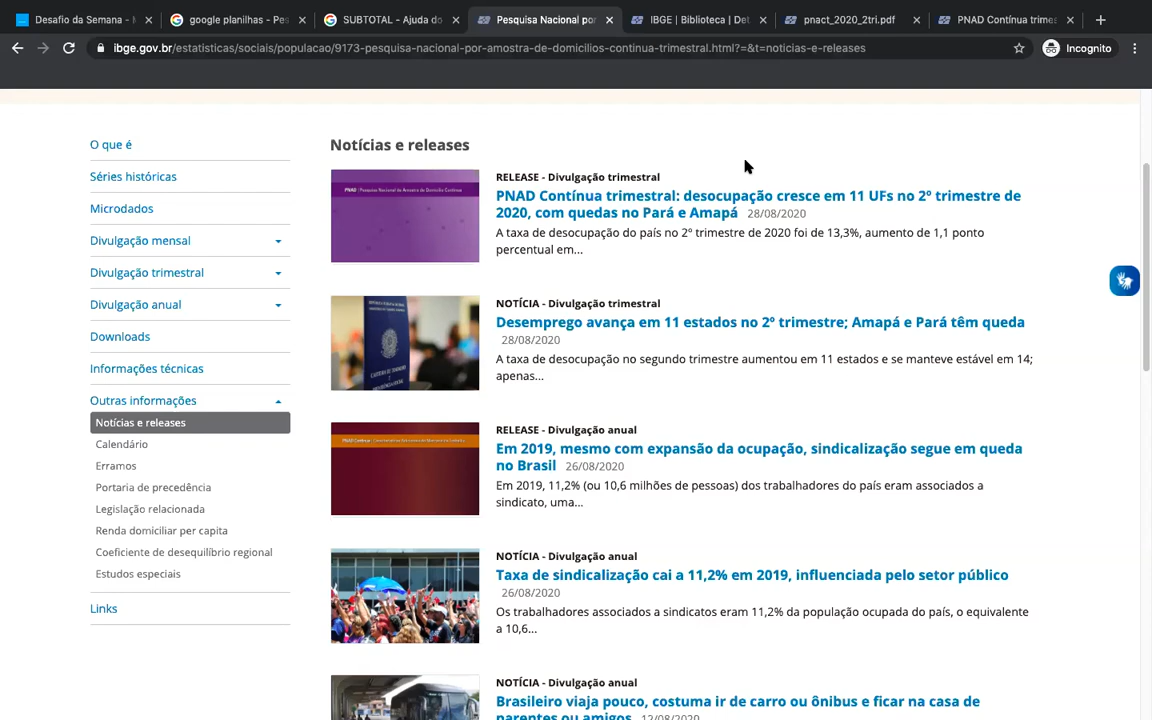 Desafio da Semana -
google planilhas - Pes
SUBTOTAL - Ajuda do
Pesquisa Nacional por
IBGE | Biblioteca | Det
pnact_2020_2tri.pdf
PNAD Contínua trimes
ibge.gov.br/estatisticas/sociais/populacao/9173-pesquisa-nacional-por-amostra-de-domicilios-continua-trimestral.html?=&t=noticias-e-releases
Incognito
O que é
Séries históricas
Microdados
Divulgação mensal
Divulgação trimestral
Divulgação anual
Downloads
Informações técnicas
Outras informações
Notícias e releases
Calendário
Erramos
Portaria de precedência
Legislação relacionada
Renda domiciliar per capita
Coeficiente de desequilíbrio regional
Estudos especiais
Links
Notícias e releases
RELEASE - Divulgação trimestral
PNAD Contínua trimestral: desocupação cresce em 11 UFs no 2º trimestre de
2020, com quedas no Pará e Amapá 28/08/2020
A taxa de desocupação do país no 2º trimestre de 2020 foi de 13,3%, aumento de 1,1 ponto
percentual em...
NOTÍCIA - Divulgação trimestral
Desemprego avança em 11 estados no 2º trimestre; Amapá e Pará têm queda
28/08/2020
A taxa de desocupação no segundo trimestre aumentou em 11 estados e se manteve estável em 14;
apenas...
RELEASE - Divulgação anual
Em 2019, mesmo com expansão da ocupação, sindicalização segue em queda
no Brasil 26/08/2020
Em 2019, 11,2% (ou 10,6 milhões de pessoas) dos trabalhadores do país eram associados a
sindicato, uma...
NOTÍCIA - Divulgação anual
Taxa de sindicalização cai a 11,2% em 2019, influenciada pelo setor público
26/08/2020
Os trabalhadores associados a sindicatos eram 11,2% da população ocupada do país, o equivalente
a 10,6...
NOTÍCIA - Divulgação anual
Brasileiro viaja pouco, costuma ir de carro ou ônibus e ficar na casa de
parentes ou amigos 12/08/2020